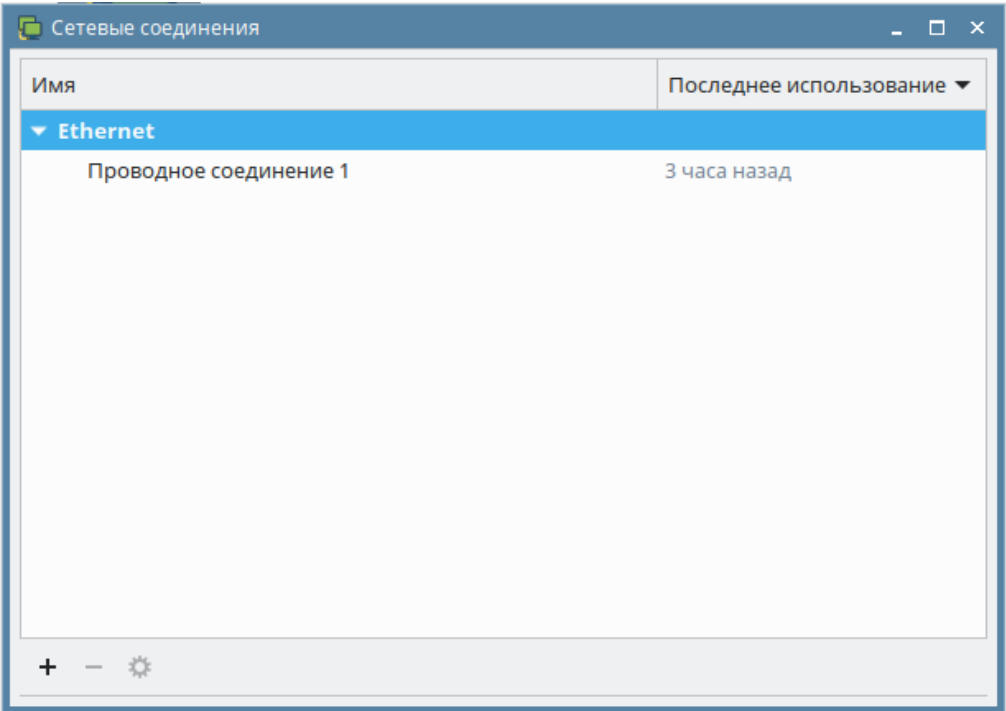 Сетевые соединения
Имя Последнее использование
Ethernet
Проводное соединение 1 3 часа назад